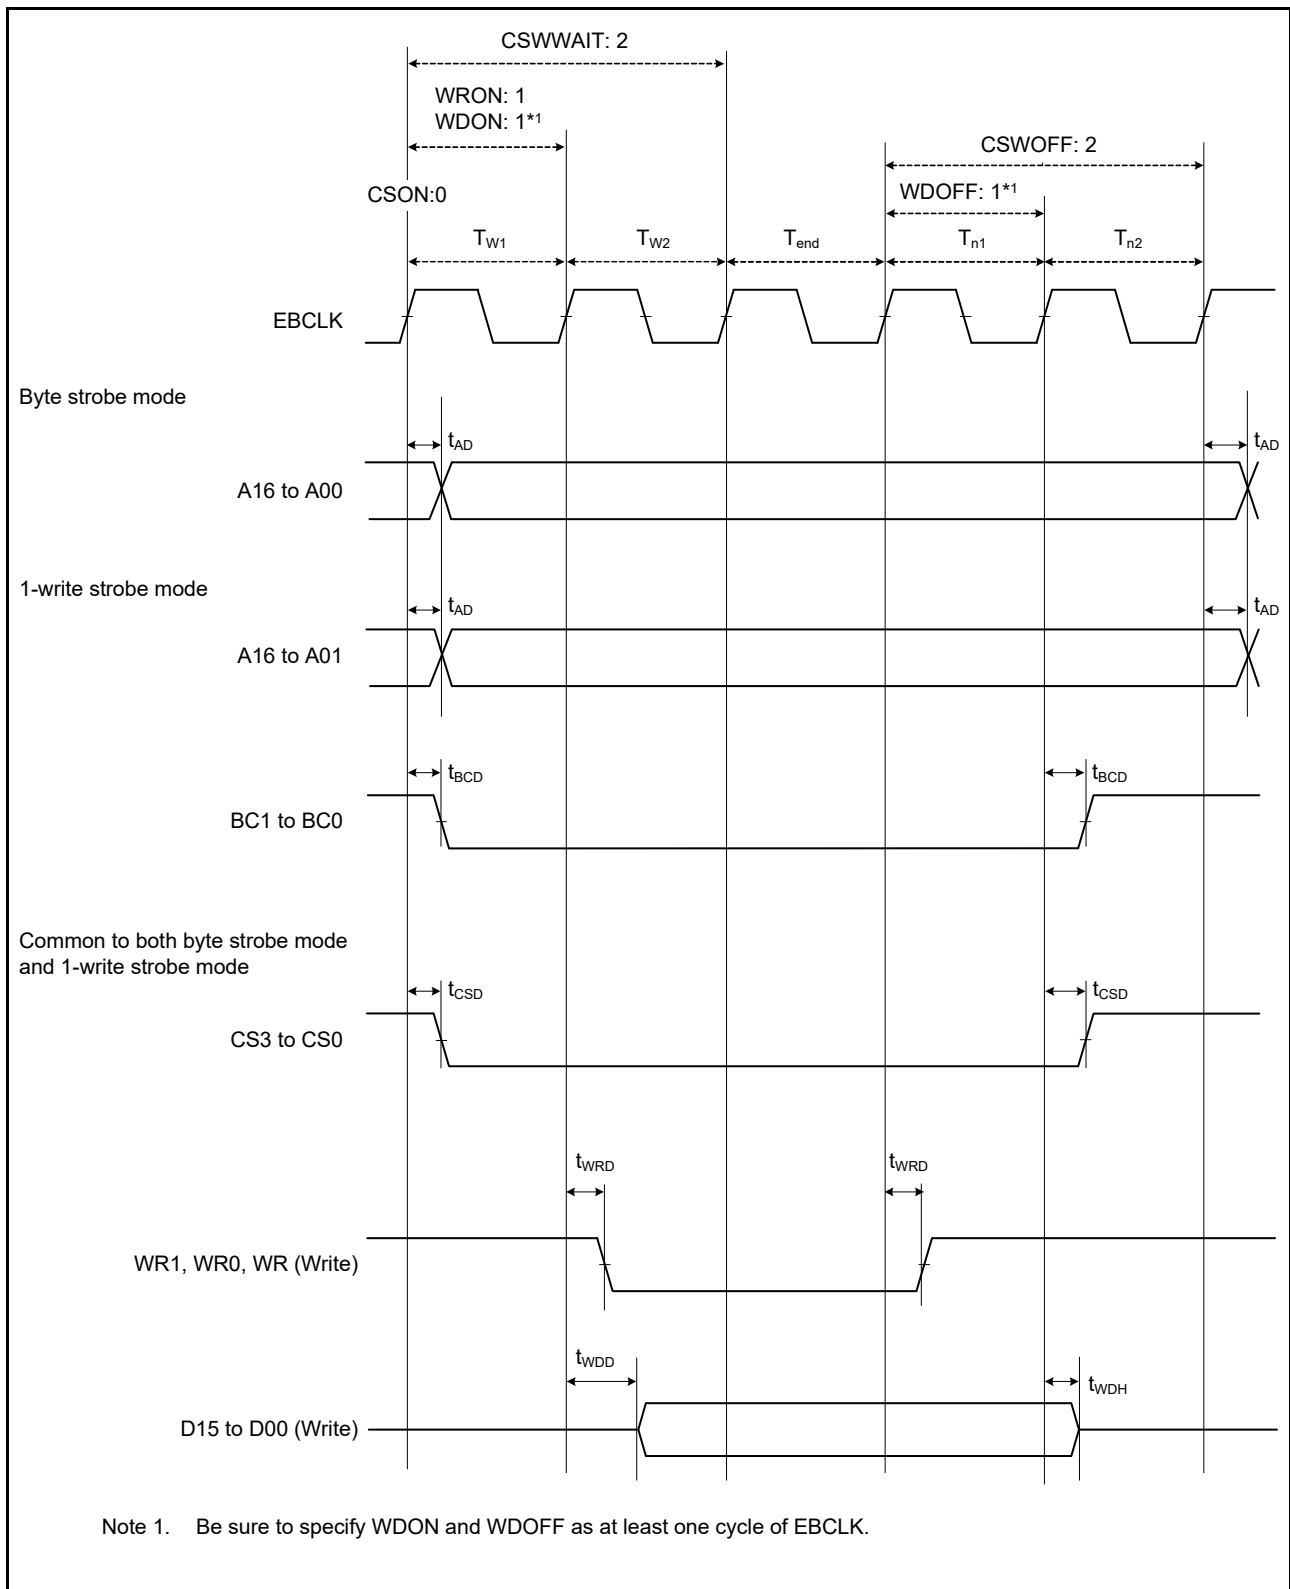 CSWWAIT: 2
WRON: 1
WDON: 1*1
CSWOFF: 2
WDOFF: 1*1
CSON:0
TW1 TW2 Tend Tn1 Tn2
EBCLK
Byte strobe mode
tAD tAD
A16 to A00
1-write strobe mode
tAD tAD
A16 to A01
tBCD tBCD
BC1 to BC0
Common to both byte strobe mode
and 1-write strobe mode
tCSD tCSD
CS3 to CS0
tWRD tWRD
WR1, WR0, WR (Write)
tWDD
tWDH
D15 to D00 (Write)
Note 1. Be sure to specify WDON and WDOFF as at least one cycle of EBCLK.